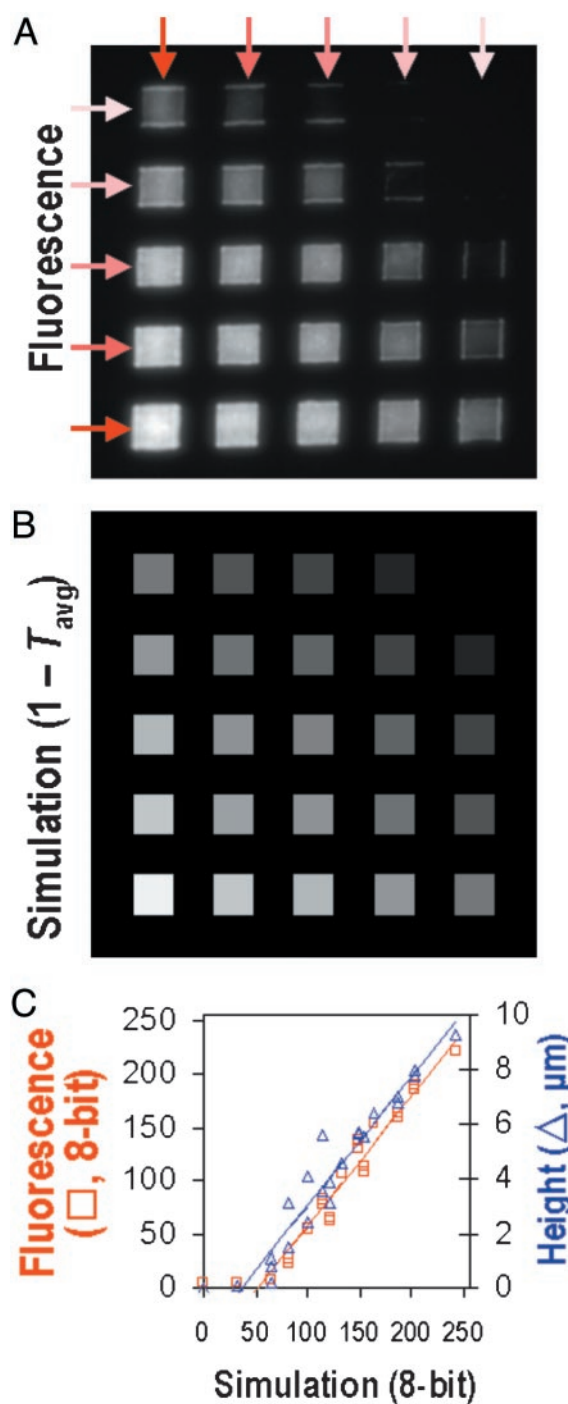 A
Fluorescence
B
Simulation (1 – Tavg)
C
Fluorescence
(□, 8-bit)
250
200
150
100
50
0
10
8
6
4
2
0
Height (△, µm)
0 50 100 150 200 250
Simulation (8-bit)